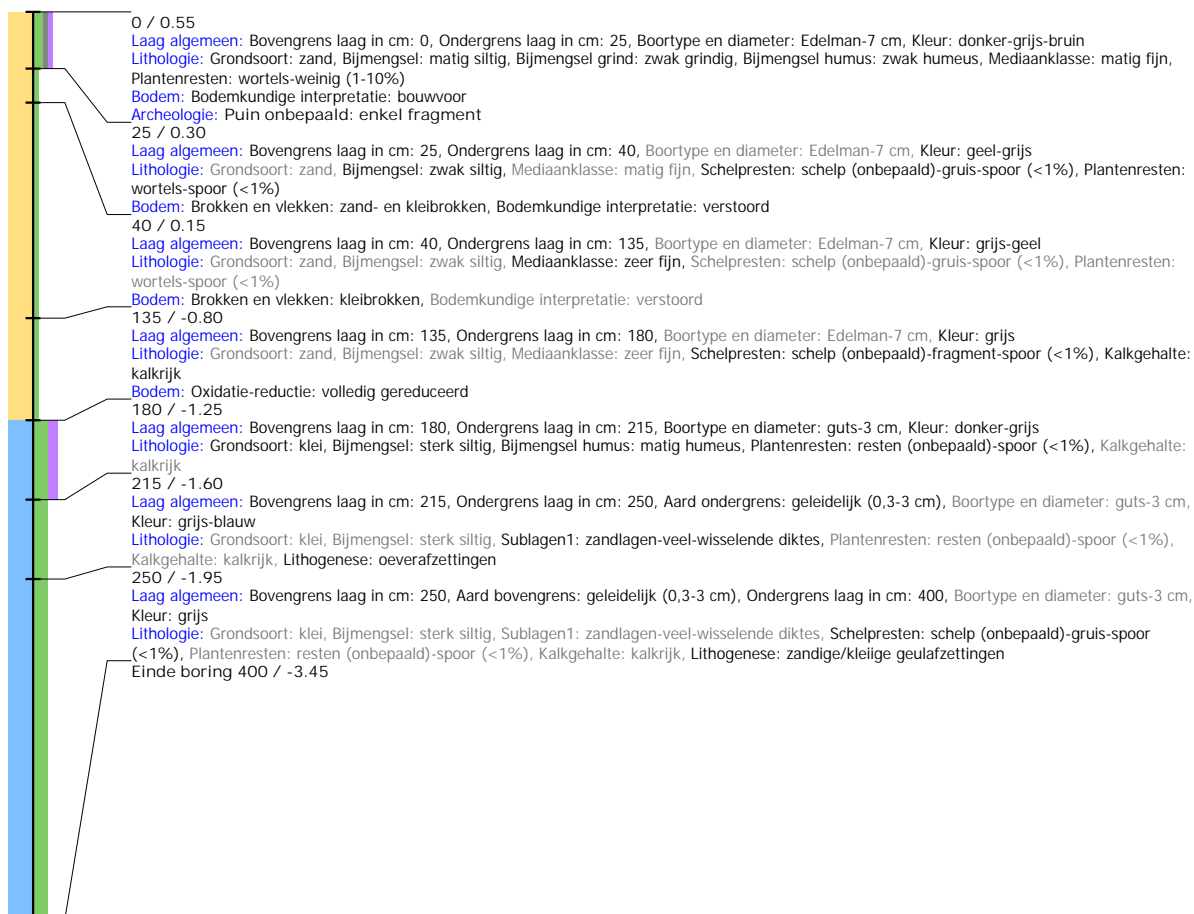 0 / 0.55
Laag algemeen: Bovengrens laag in cm: 0, Ondergrens laag in cm: 25, Boortype en diameter: Edelman-7 cm, Kleur: donker-grijs-bruin
Lithologie: Grondsoort: zand, Bijmengsel: matig siltig, Bijmengsel grind: zwak grindig, Bijmengsel humus: zwak humeus, Mediaanklasse: matig fijn,
Plantenresten: wortels-weinig (1-10%)
Bodem: Bodemkundige interpretatie: bouwvoor
Archeologie: Puin onbepaald: enkel fragment
25 / 0.30
Laag algemeen: Bovengrens laag in cm: 25, Ondergrens laag in cm: 40, Boortype en diameter: Edelman-7 cm, Kleur: geel-grijs
Lithologie: Grondsoort: zand, Bijmengsel: zwak siltig, Mediaanklasse: matig fijn, Schelpresten: schelp (onbepaald)-gruis-spoor (<1%), Plantenresten:
wortels-spoor (<1%)
Bodem: Brokken en vlekken: zand- en kleibrokken, Bodemkundige interpretatie: verstoord
40 / 0.15
Laag algemeen: Bovengrens laag in cm: 40, Ondergrens laag in cm: 135, Boortype en diameter: Edelman-7 cm, Kleur: grijs-geel
Lithologie: Grondsoort: zand, Bijmengsel: zwak siltig, Mediaanklasse: zeer fijn, Schelpresten: schelp (onbepaald)-gruis-spoor (<1%), Plantenresten:
wortels-spoor (<1%)
Bodem: Brokken en vlekken: kleibrokken, Bodemkundige interpretatie: verstoord
135 / -0.80
Laag algemeen: Bovengrens laag in cm: 135, Ondergrens laag in cm: 180, Boortype en diameter: Edelman-7 cm, Kleur: grijs
Lithologie: Grondsoort: zand, Bijmengsel: zwak siltig, Mediaanklasse: zeer fijn, Schelpresten: schelp (onbepaald)-fragment-spoor (<1%), Kalkgehalte:
kalkrijk
Bodem: Oxidatie-reductie: volledig gereduceerd
180 / -1.25
Laag algemeen: Bovengrens laag in cm: 180, Ondergrens laag in cm: 215, Boortype en diameter: guts-3 cm, Kleur: donker-grijs
Lithologie: Grondsoort: klei, Bijmengsel: sterk siltig, Bijmengsel humus: matig humeus, Plantenresten: resten (onbepaald)-spoor (<1%), Kalkgehalte:
kalkrijk
215 / -1.60
Laag algemeen: Bovengrens laag in cm: 215, Ondergrens laag in cm: 250, Aard ondergrens: geleidelijk (0,3-3 cm), Boortype en diameter: guts-3 cm,
Kleur: grijs-blauw
Lithologie: Grondsoort: klei, Bijmengsel: sterk siltig, Sublagen1: zandlagen-veel-wisselende diktes, Plantenresten: resten (onbepaald)-spoor (<1%),
Kalkgehalte: kalkrijk, Lithogenese: oeverafzettingen
250 / -1.95
Laag algemeen: Bovengrens laag in cm: 250, Aard bovengrens: geleidelijk (0,3-3 cm), Ondergrens laag in cm: 400, Boortype en diameter: guts-3 cm,
Kleur: grijs
Lithologie: Grondsoort: klei, Bijmengsel: sterk siltig, Sublagen1: zandlagen-veel-wisselende diktes, Schelpresten: schelp (onbepaald)-gruis-spoor
(<1%), Plantenresten: resten (onbepaald)-spoor (<1%), Kalkgehalte: kalkrijk, Lithogenese: zandige/kleiige geulafzettingen
Einde boring 400 / -3.45